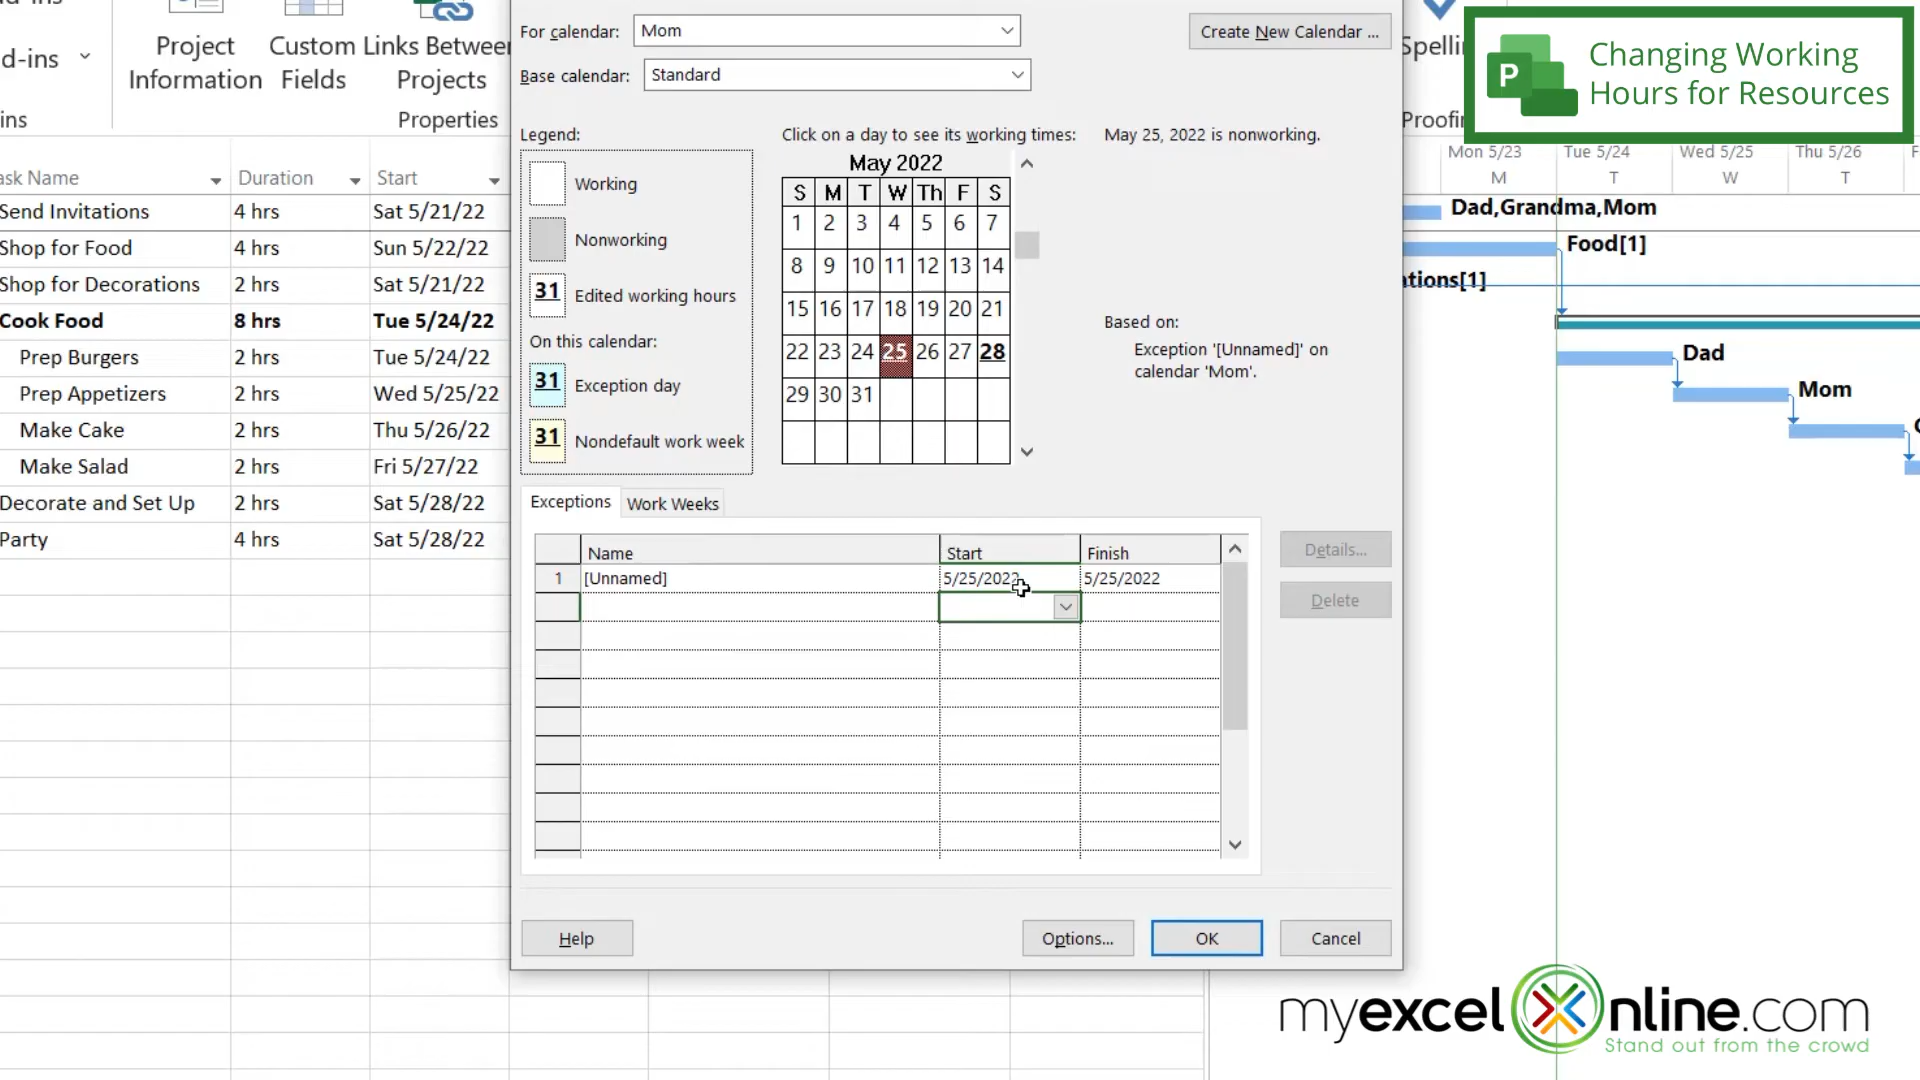 d-ins
ins
Project
Information
Custom
Fields
Links Between
Projects
Properties
Spelli
Proofin
P
Changing Working
Hours for Resources
ask Name
Duration
Start
Send Invitations 4 hrs Sat 5/21/22
Shop for Food 4 hrs Sun 5/22/22
Shop for Decorations 2 hrs Sat 5/21/22
Cook Food 8 hrs Tue 5/24/22
Prep Burgers 2 hrs Tue 5/24/22
Prep Appetizers 2 hrs Wed 5/25/22
Make Cake 2 hrs Thu 5/26/22
Make Salad 2 hrs Fri 5/27/22
Decorate and Set Up 2 hrs Sat 5/28/22
Party 4 hrs Sat 5/28/22
For calendar: Mom
Create New Calendar ...
Base calendar: Standard
Legend:
Working
Nonworking
31 Edited working hours
On this calendar:
31 Exception day
31 Nondefault work week
Click on a day to see its working times:
May 2022
S M T W Th F S
1 2 3 4 5 6 7
8 9 10 11 12 13 14
15 16 17 18 19 20 21
22 23 24 25 26 27 28
29 30 31
May 25, 2022 is nonworking.
Based on:
Exception '[Unnamed]' on
calendar 'Mom'.
Exceptions
Work Weeks
Name Start Finish
1 [Unnamed] 5/25/2022 5/25/2022
Details...
Delete
Help
Options...
OK
Cancel
Mon 5/23 Tue 5/24 Wed 5/25 Thu 5/26 F
M T W T
Dad,Grandma,Mom
Food[1]
ations[1]
Dad
Mom
myexcelonline.com
Stand out from the crowd